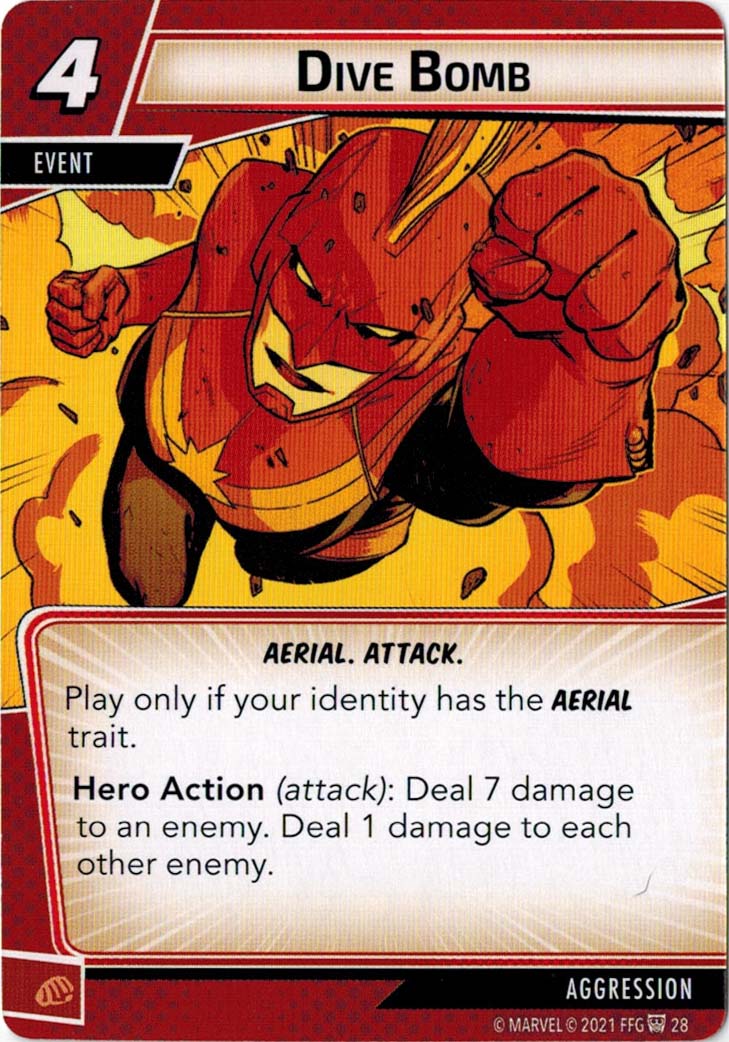 4
DIVE BOMB
EVENT
AERIAL. ATTACK.
Play only if your identity has the AERIAL
trait.
Hero Action (attack): Deal 7 damage
to an enemy. Deal 1 damage to each
other enemy.
AGGRESSION
© MARVEL © 2021 FFG 28